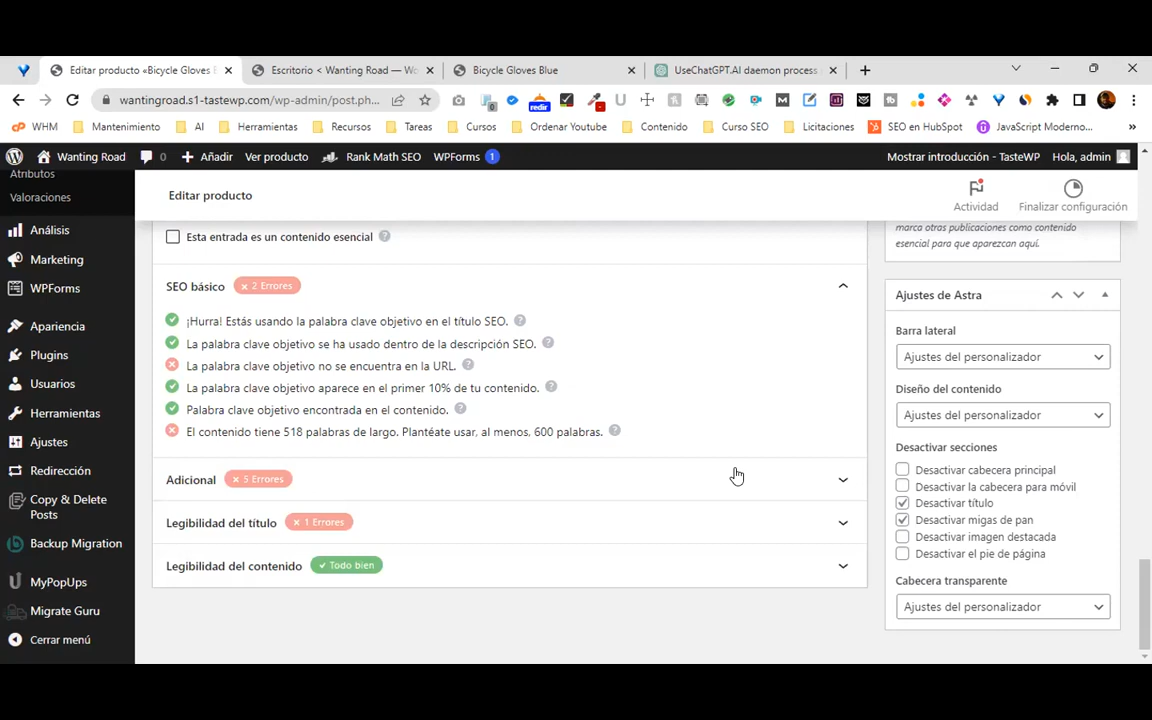 Editar producto «Bicycle Gloves B
Escritorio < Wanting Road — Wo
Bicycle Gloves Blue
UseChatGPT.AI daemon process
wantingroad.s1-tastewp.com/wp-admin/post.ph...
0
redir
M
U
WHM
Mantenimiento
AI
Herramientas
Recursos
Tareas
Cursos
Ordenar Youtube
Contenido
Curso SEO
Licitaciones
SEO en HubSpot
JavaScript Moderno...
»
Wanting Road
0
Añadir
Ver producto
Rank Math SEO
WPForms 1
Mostrar introducción - TasteWP
Hola, admin
Atributos
Valoraciones
Análisis
Marketing
WPForms
Apariencia
Plugins
Usuarios
Herramientas
Ajustes
Redirección
Copy & Delete
Posts
Backup Migration
MyPopUps
Migrate Guru
Cerrar menú
Editar producto
Actividad
Finalizar configuración
Esta entrada es un contenido esencial
SEO básico
× 2 Errores
¡Hurra! Estás usando la palabra clave objetivo en el título SEO.
La palabra clave objetivo se ha usado dentro de la descripción SEO.
La palabra clave objetivo no se encuentra en la URL.
La palabra clave objetivo aparece en el primer 10% de tu contenido.
Palabra clave objetivo encontrada en el contenido.
El contenido tiene 518 palabras de largo. Plantéate usar, al menos, 600 palabras.
Adicional
× 5 Errores
Legibilidad del título
× 1 Errores
Legibilidad del contenido
✓ Todo bien
marca otras publicaciones como contenido
esencial para que aparezcan aquí.
Ajustes de Astra
Barra lateral
Ajustes del personalizador
Diseño del contenido
Ajustes del personalizador
Desactivar secciones
Desactivar cabecera principal
Desactivar la cabecera para móvil
Desactivar título
Desactivar migas de pan
Desactivar imagen destacada
Desactivar el pie de página
Cabecera transparente
Ajustes del personalizador